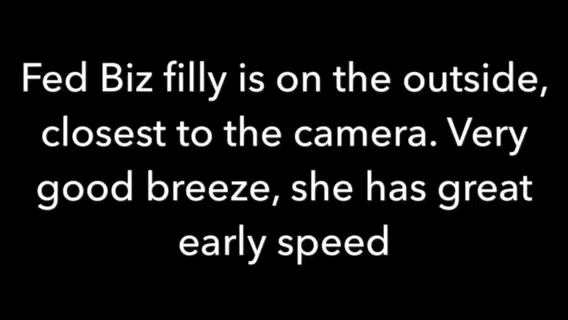 Fed Biz filly is on the outside,
closest to the camera. Very
good breeze, she has great
early speed